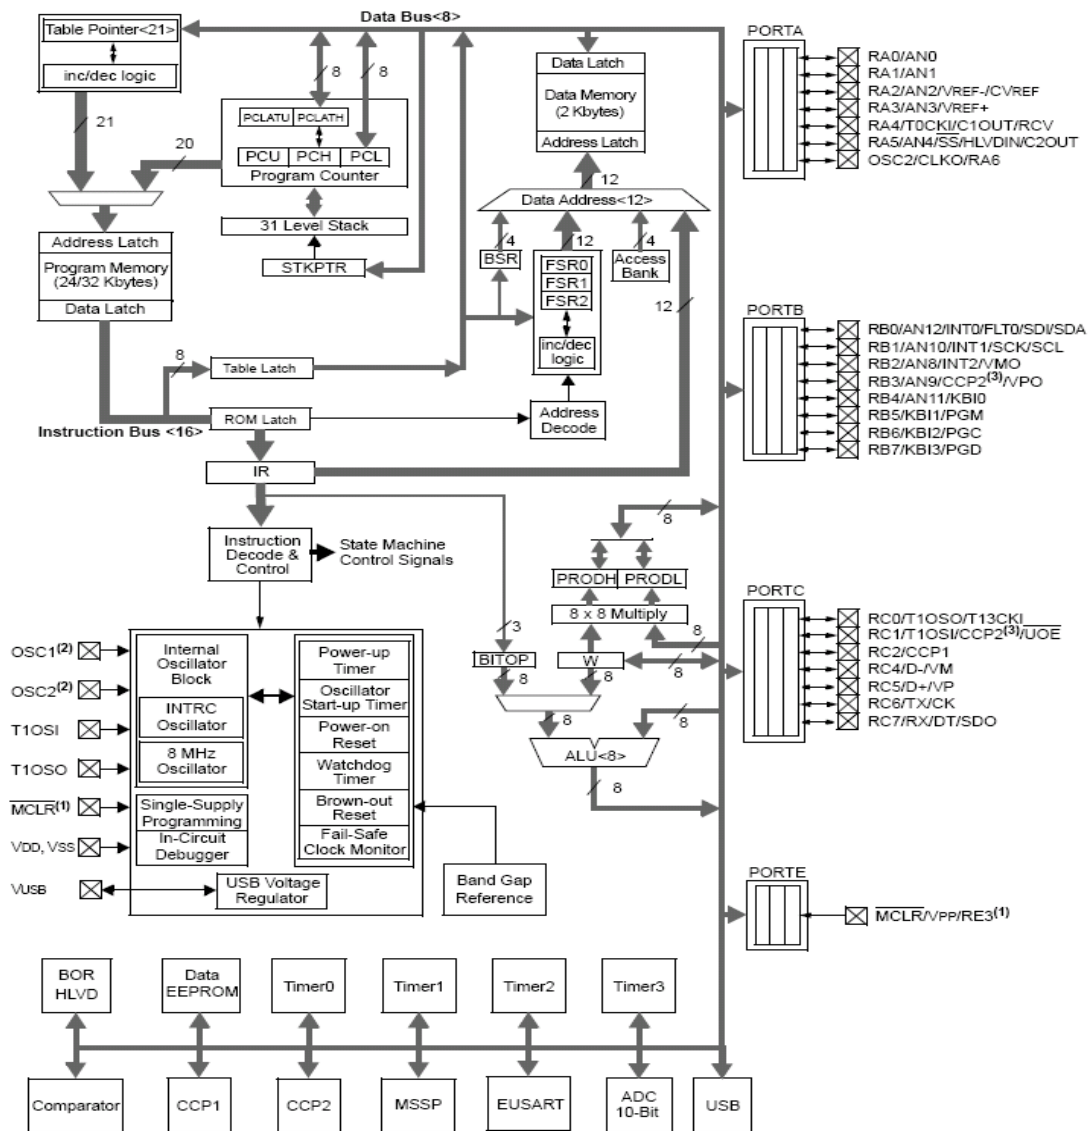 Data Bus<8>
Table Pointer<21>
inc/dec logic
21
20
8
8
PCLATU PCLATH
PCU PCH PCL
Program Counter
31 Level Stack
STKPTR
Address Latch
Program Memory
(24/32 Kbytes)
Data Latch
8
Table Latch
Instruction Bus <16>
ROM Latch
IR
Data Latch
Data Memory
(2 Kbytes)
Address Latch
12
Data Address<12>
4
12
4
BSR
FSR0
FSR1
FSR2
Access
Bank
12
inc/dec
logic
Address
Decode
Instruction
Decode &
Control
State Machine
Control Signals
8
PRODH PRODL
8 x 8 Multiply
3
8
BITOP
W
8
8
8
8
8
ALU<8>
8
OSC1(2)
OSC2(2)
T1OSI
T1OSO
MCLR(1)
VDD, VSS
VUSB
Internal
Oscillator
Block
INTRC
Oscillator
8 MHz
Oscillator
Single-Supply
Programming
In-Circuit
Debugger
USB Voltage
Regulator
Power-up
Timer
Oscillator
Start-up Timer
Power-on
Reset
Watchdog
Timer
Brown-out
Reset
Fail-Safe
Clock Monitor
Band Gap
Reference
PORTA
RA0/AN0
RA1/AN1
RA2/AN2/VREF-/CVREF
RA3/AN3/VREF+
RA4/T0CKI/C1OUT/RCV
RA5/AN4/SS/HLVDIN/C2OUT
OSC2/CLKO/RA6
PORTB
RB0/AN12/INT0/FLT0/SDI/SDA
RB1/AN10/INT1/SCK/SCL
RB2/AN8/INT2/VMO
RB3/AN9/CCP2(3)/VPO
RB4/AN11/KBI0
RB5/KBI1/PGM
RB6/KBI2/PGC
RB7/KBI3/PGD
PORTC
RC0/T1OSO/T13CKI
RC1/T1OSI/CCP2(3)/UOE
RC2/CCP1
RC4/D-/VM
RC5/D+/VP
RC6/TX/CK
RC7/RX/DT/SDO
PORTE
MCLR/VPP/RE3(1)
BOR
HLVD
Data
EEPROM
Timer0
Timer1
Timer2
Timer3
Comparator
CCP1
CCP2
MSSP
EUSART
ADC
10-Bit
USB